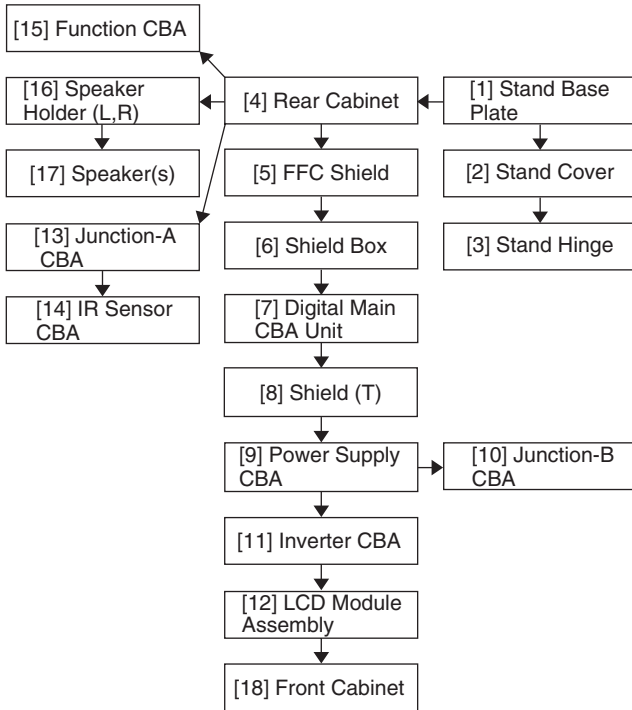 [15] Function CBA
[16] Speaker
Holder (L,R)
[4] Rear Cabinet
[1] Stand Base
Plate
[17] Speaker(s)
[5] FFC Shield
[2] Stand Cover
[13] Junction-A
CBA
[6] Shield Box
[3] Stand Hinge
[14] IR Sensor
CBA
[7] Digital Main
CBA Unit
[8] Shield (T)
[9] Power Supply
CBA
[10] Junction-B
CBA
[11] Inverter CBA
[12] LCD Module
Assembly
[18] Front Cabinet